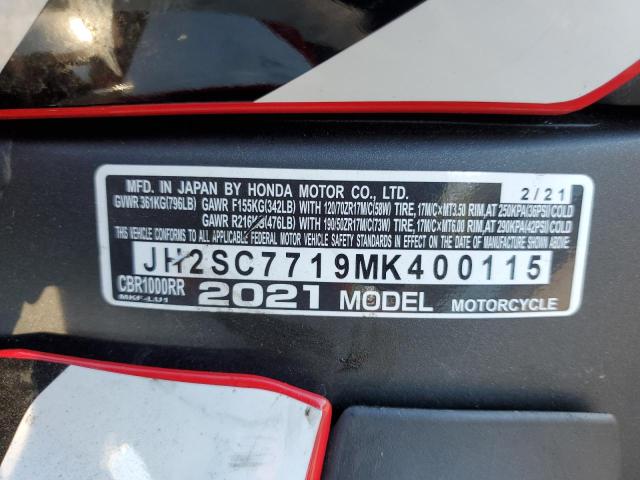 MFD. IN JAPAN BY HONDA MOTOR CO., LTD. 2/21
GVWR 361KG(796LB) GAWR F155KG(342LB) WITH 120/70ZR17M/C(58W) TIRE, 17M/C×MT3.50 RIM, AT 250KPA(36PSI) COLD
GAWR R216KG(476LB) WITH 190/50ZR17M/C(73W) TIRE, 17M/C×MT6.00 RIM, AT 290KPA(42PSI) COLD
THIS VEHICLE CONFORMS TO ALL APPLICABLE FEDERAL MOTOR VEHICLE SAFETY STANDARDS IN EFFECT ON THE DATE OF MANUFACTURE SHOWN ABOVE.
JH2SC7719MK400115
CBR1000RR 2021 MODEL MOTORCYCLE
MKF-LU1